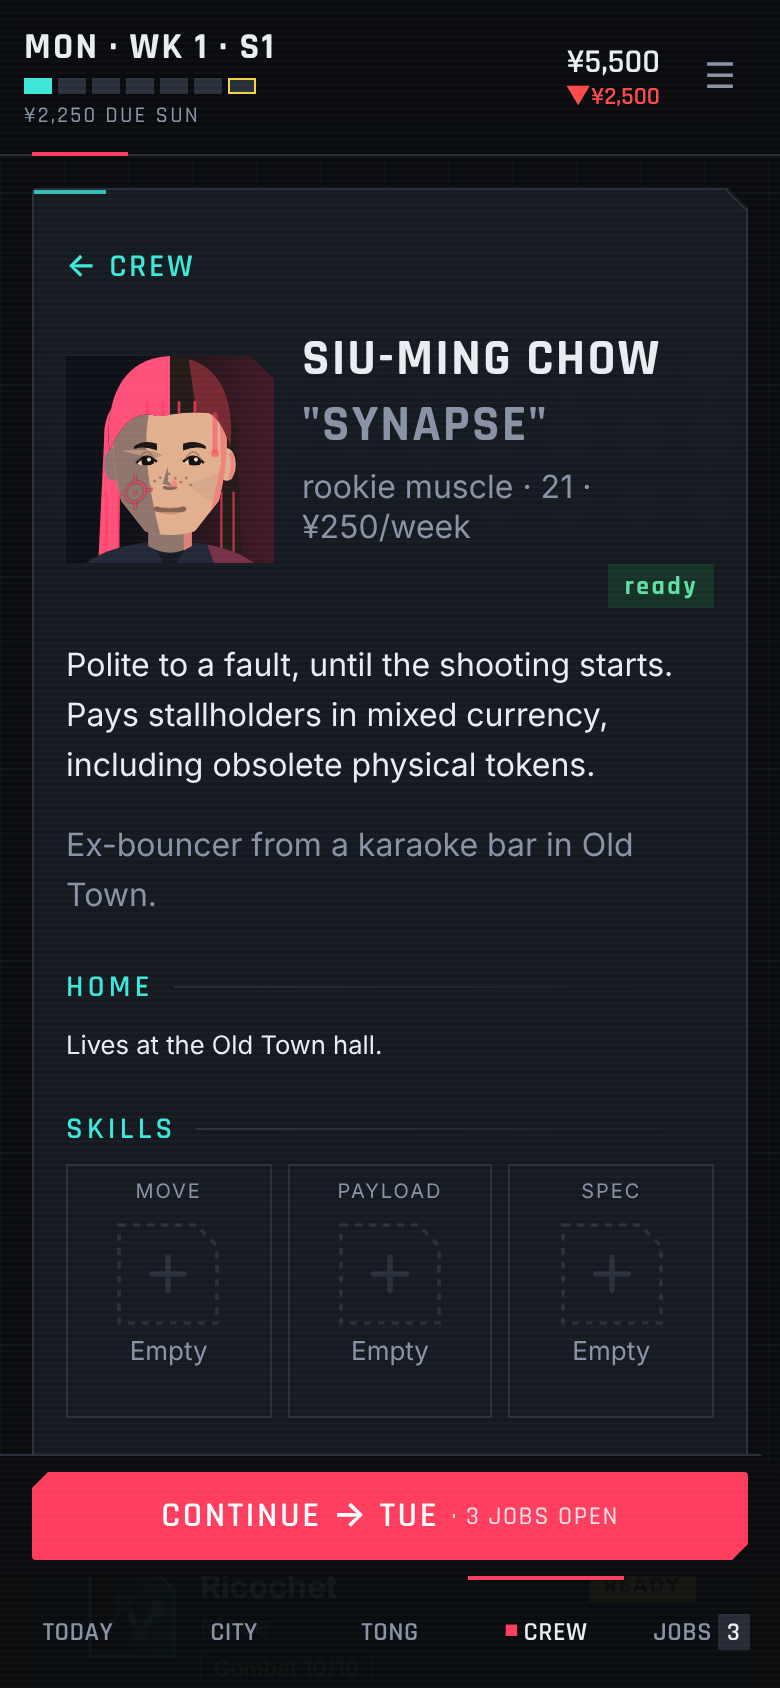 MON · WK 1 · S1
¥2,250 DUE SUN
¥5,500
▼¥2,500
☰
← CREW
SIU-MING CHOW
"SYNAPSE"
rookie muscle · 21 ·
¥250/week
ready
Polite to a fault, until the shooting starts.
Pays stallholders in mixed currency,
including obsolete physical tokens.
Ex-bouncer from a karaoke bar in Old
Town.
HOME
Lives at the Old Town hall.
SKILLS
MOVE
PAYLOAD
SPEC
Empty
Empty
Empty
CONTINUE → TUE · 3 JOBS OPEN
Ricochet
READY
TODAY
CITY
TONG
CREW
JOBS 3
Combat 10/10